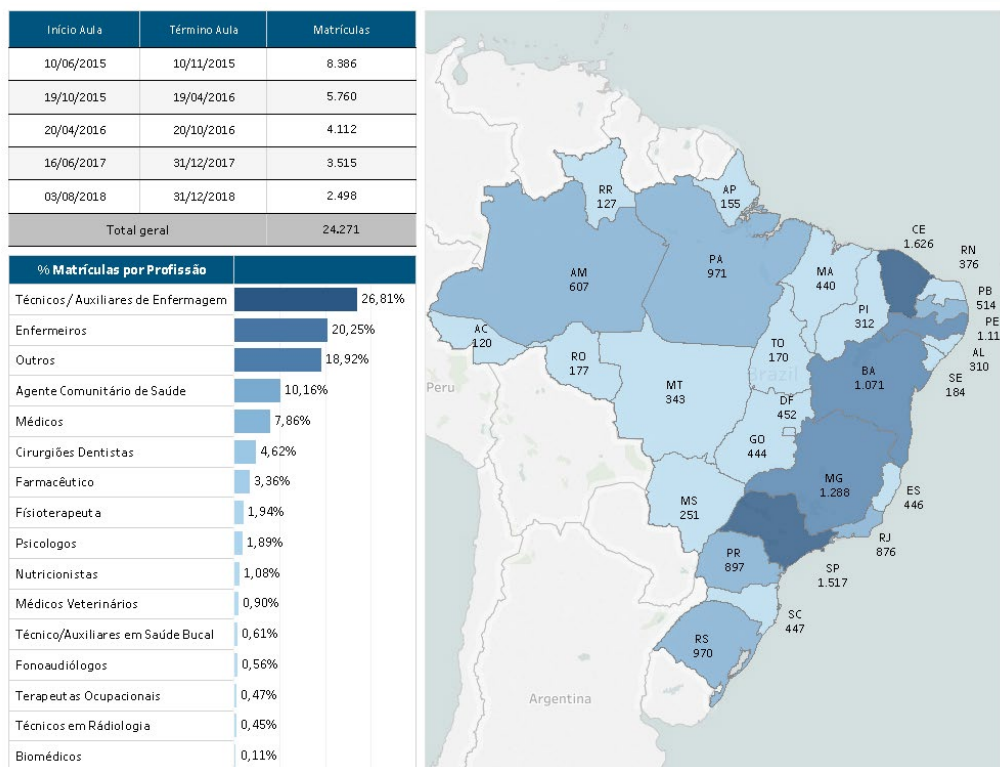 Início Aula Término Aula Matrículas
10/06/2015 10/11/2015 8.386
19/10/2015 19/04/2016 5.760
20/04/2016 20/10/2016 4.112
16/06/2017 31/12/2017 3.515
03/08/2018 31/12/2018 2.498
Total geral 24.271
% Matrículas por Profissão
Técnicos/ Auxiliares de Enfermagem 26,81%
Enfermeiros 20,25%
Outros 18,92%
Agente Comunitário de Saúde 10,16%
Médicos 7,86%
Cirurgiões Dentistas 4,62%
Farmacêutico 3,36%
Físioterapeuta 1,94%
Psicologos 1,89%
Nutricionistas 1,08%
Médicos Veterinários 0,90%
Técnico/Auxiliares em Saúde Bucal 0,61%
Fonoaudiólogos 0,56%
Terapeutas Ocupacionais 0,47%
Técnicos em Rádiologia 0,45%
Biomédicos 0,11%
RR
127
AP
155
CE
1.626
RN
376
AM
607
PA
971
MA
440
PB
514
PI
312
PE
1.11
AC
120
RO
177
TO
170
AL
310
Peru
MT
343
Brazil
BA
1.071
SE
184
DF
452
GO
444
MG
1.288
ES
446
MS
251
RJ
876
PR
897
SP
1.517
SC
447
RS
970
Argentina